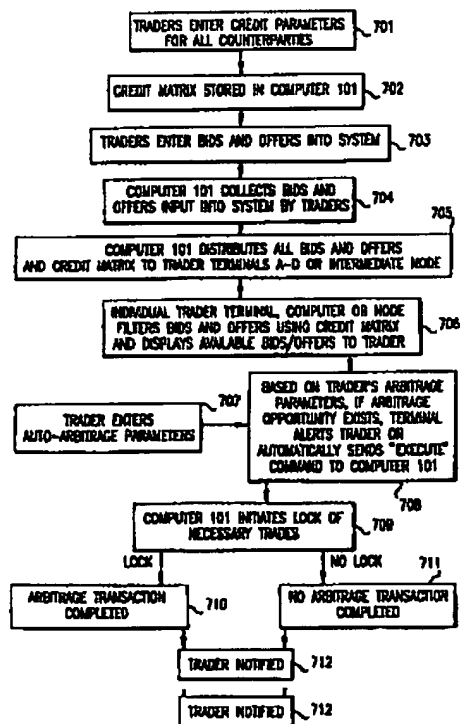 TRADERS ENTER CREDIT PARAMETERS
FOR ALL COUNTERPARTIES
701
CREDIT MATRIX STORED IN COMPUTER 101
702
TRADERS ENTER BIDS AND OFFERS INTO SYSTEM
703
COMPUTER 101 COLLECTS BIDS AND
OFFERS INPUT INTO SYSTEM BY TRADERS
704
705
COMPUTER 101 DISTRIBUTES ALL BIDS AND OFFERS
AND CREDIT MATRIX TO TRADER TERMINALS A-D OR INTERMEDIATE NODE
INDIVIDUAL TRADER TERMINAL, COMPUTER OR NODE
FILTERS BIDS AND OFFERS USING CREDIT MATRIX
AND DISPLAYS AVAILABLE BIDS/OFFERS TO TRADER
706
707
TRADER ENTERS
AUTO-ARBITRAGE PARAMETERS
BASED ON TRADER'S ARBITRAGE
PARAMETERS, IF ARBITRAGE
OPPORTUNITY EXISTS, TERMINAL
ALERTS TRADER OR
AUTOMATICALLY SENDS "EXECUTE"
COMMAND TO COMPUTER 101
708
COMPUTER 101 INITIATES LOCK OF
NECESSARY TRADES
709
LOCK
NO LOCK
711
ARBITRAGE TRANSACTION
COMPLETED
710
NO ARBITRAGE TRANSACTION
COMPLETED
TRADER NOTIFIED
712
TRADER NOTIFIED
712